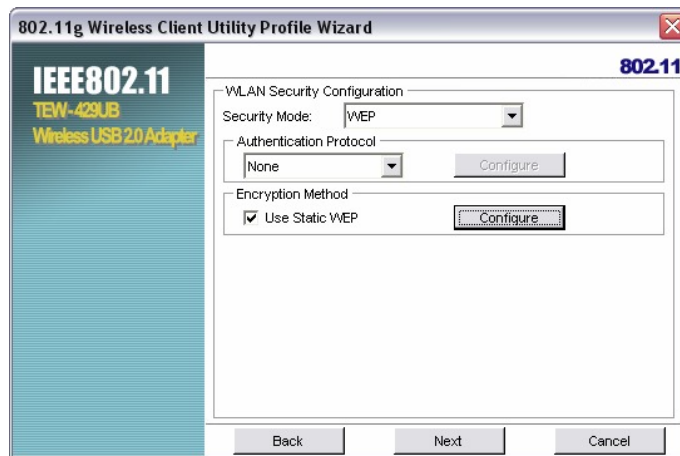 802.11g Wireless Client Utility Profile Wizard
IEEE802.11
TEW-429UB
Wireless USB 2.0 Adapter
802.11
WLAN Security Configuration
Security Mode: WEP
Authentication Protocol
None Configure
Encryption Method
Use Static WEP Configure
Back Next Cancel